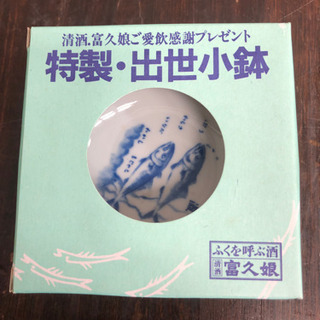 清酒.富久娘ご愛飲感謝プレゼント
特製・出世小鉢
ふくを呼ぶ酒
清酒 富久娘